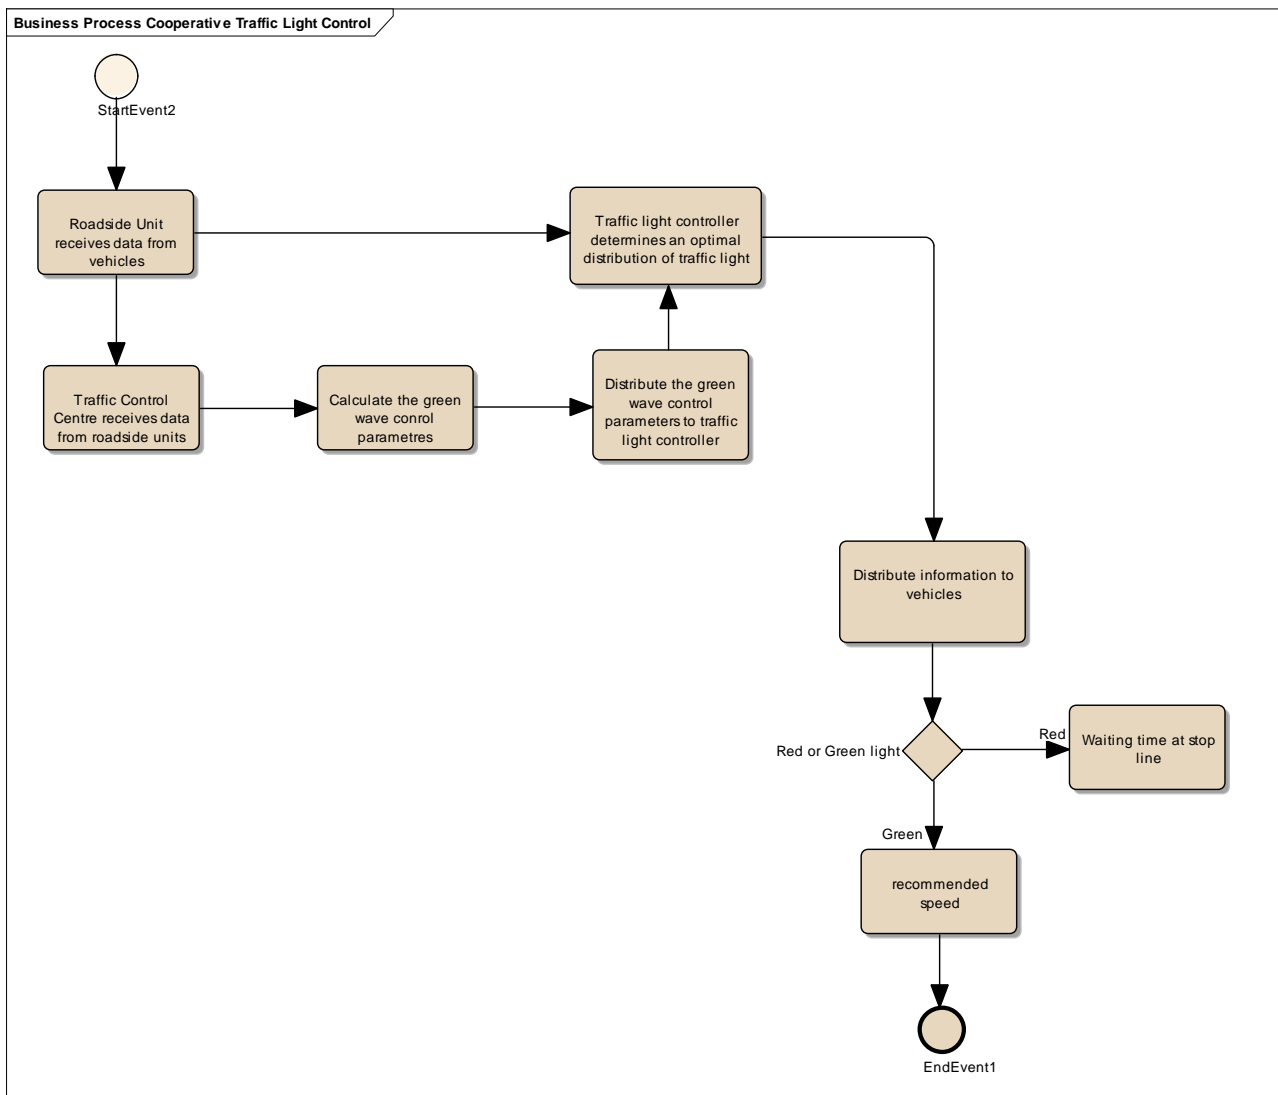 Business Process Cooperative Traffic Light Control
StartEvent2
Roadside Unit
receives data from
vehicles
Traffic light controller
determines an optimal
distribution of traffic light
Traffic Control
Centre receives data
from roadside units
Calculate the green
wave conrol
parametres
Distribute the green
wave control
parameters to traffic
light controller
Distribute information to
vehicles
Red or Green light
Red
Waiting time at stop
line
Green
recommended
speed
EndEvent1